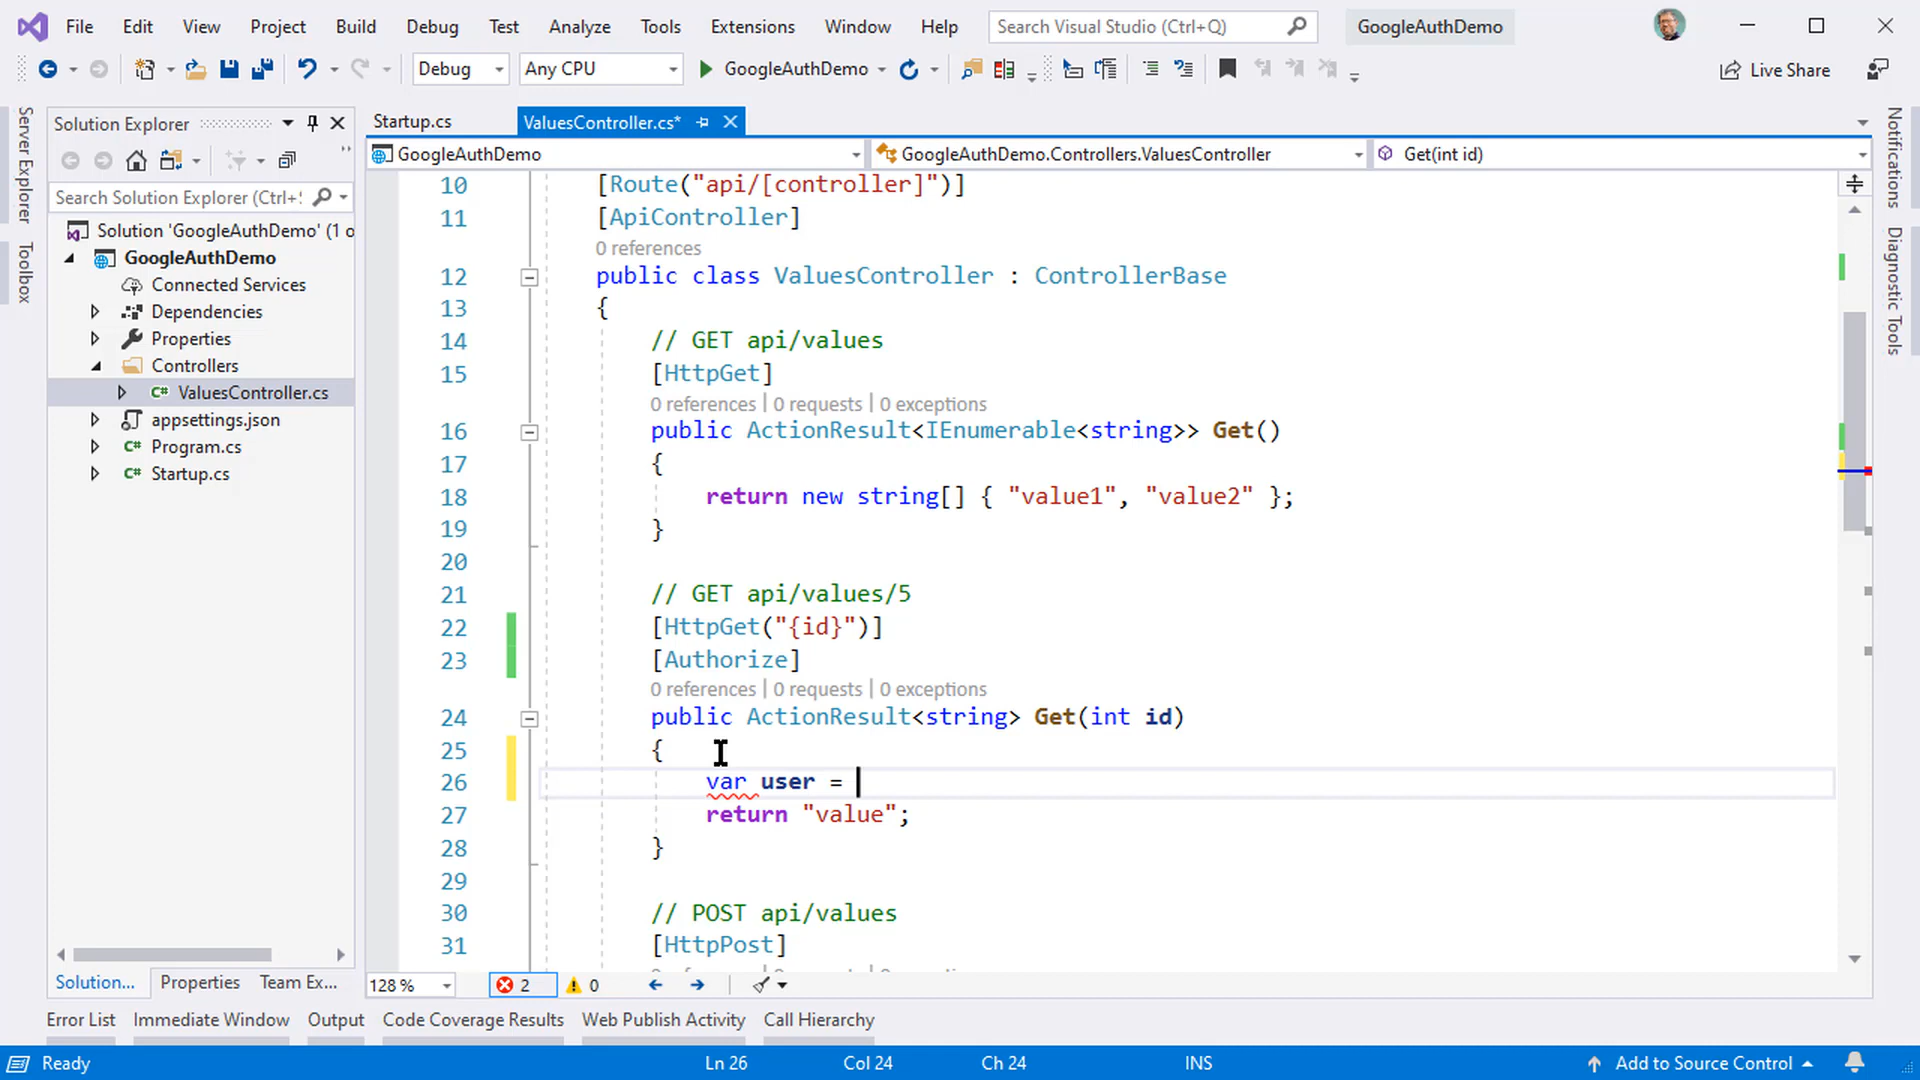 File Edit View Project Build Debug Test Analyze Tools Extensions Window Help Search Visual Studio (Ctrl+Q) GoogleAuthDemo
Debug Any CPU GoogleAuthDemo Live Share
Server Explorer
Toolbox
Solution Explorer
Search Solution Explorer (Ctrl+
Solution 'GoogleAuthDemo' (1 o
GoogleAuthDemo
Connected Services
Dependencies
Properties
Controllers
ValuesController.cs
appsettings.json
Program.cs
Startup.cs
Solution... Properties Team Ex...
Startup.cs ValuesController.cs*
GoogleAuthDemo GoogleAuthDemo.Controllers.ValuesController Get(int id)
10 [Route("api/[controller]")]
11 [ApiController]
0 references
12 public class ValuesController : ControllerBase
13 {
14 // GET api/values
15 [HttpGet]
0 references | 0 requests | 0 exceptions
16 public ActionResult<IEnumerable<string>> Get()
17 {
18 return new string[] { "value1", "value2" };
19 }
20
21 // GET api/values/5
22 [HttpGet("{id}")]
23 [Authorize]
0 references | 0 requests | 0 exceptions
24 public ActionResult<string> Get(int id)
25 {
26 var user =
27 return "value";
28 }
29
30 // POST api/values
31 [HttpPost]
128 % 2 0
Notifications
Diagnostic Tools
Error List Immediate Window Output Code Coverage Results Web Publish Activity Call Hierarchy
Ready Ln 26 Col 24 Ch 24 INS Add to Source Control